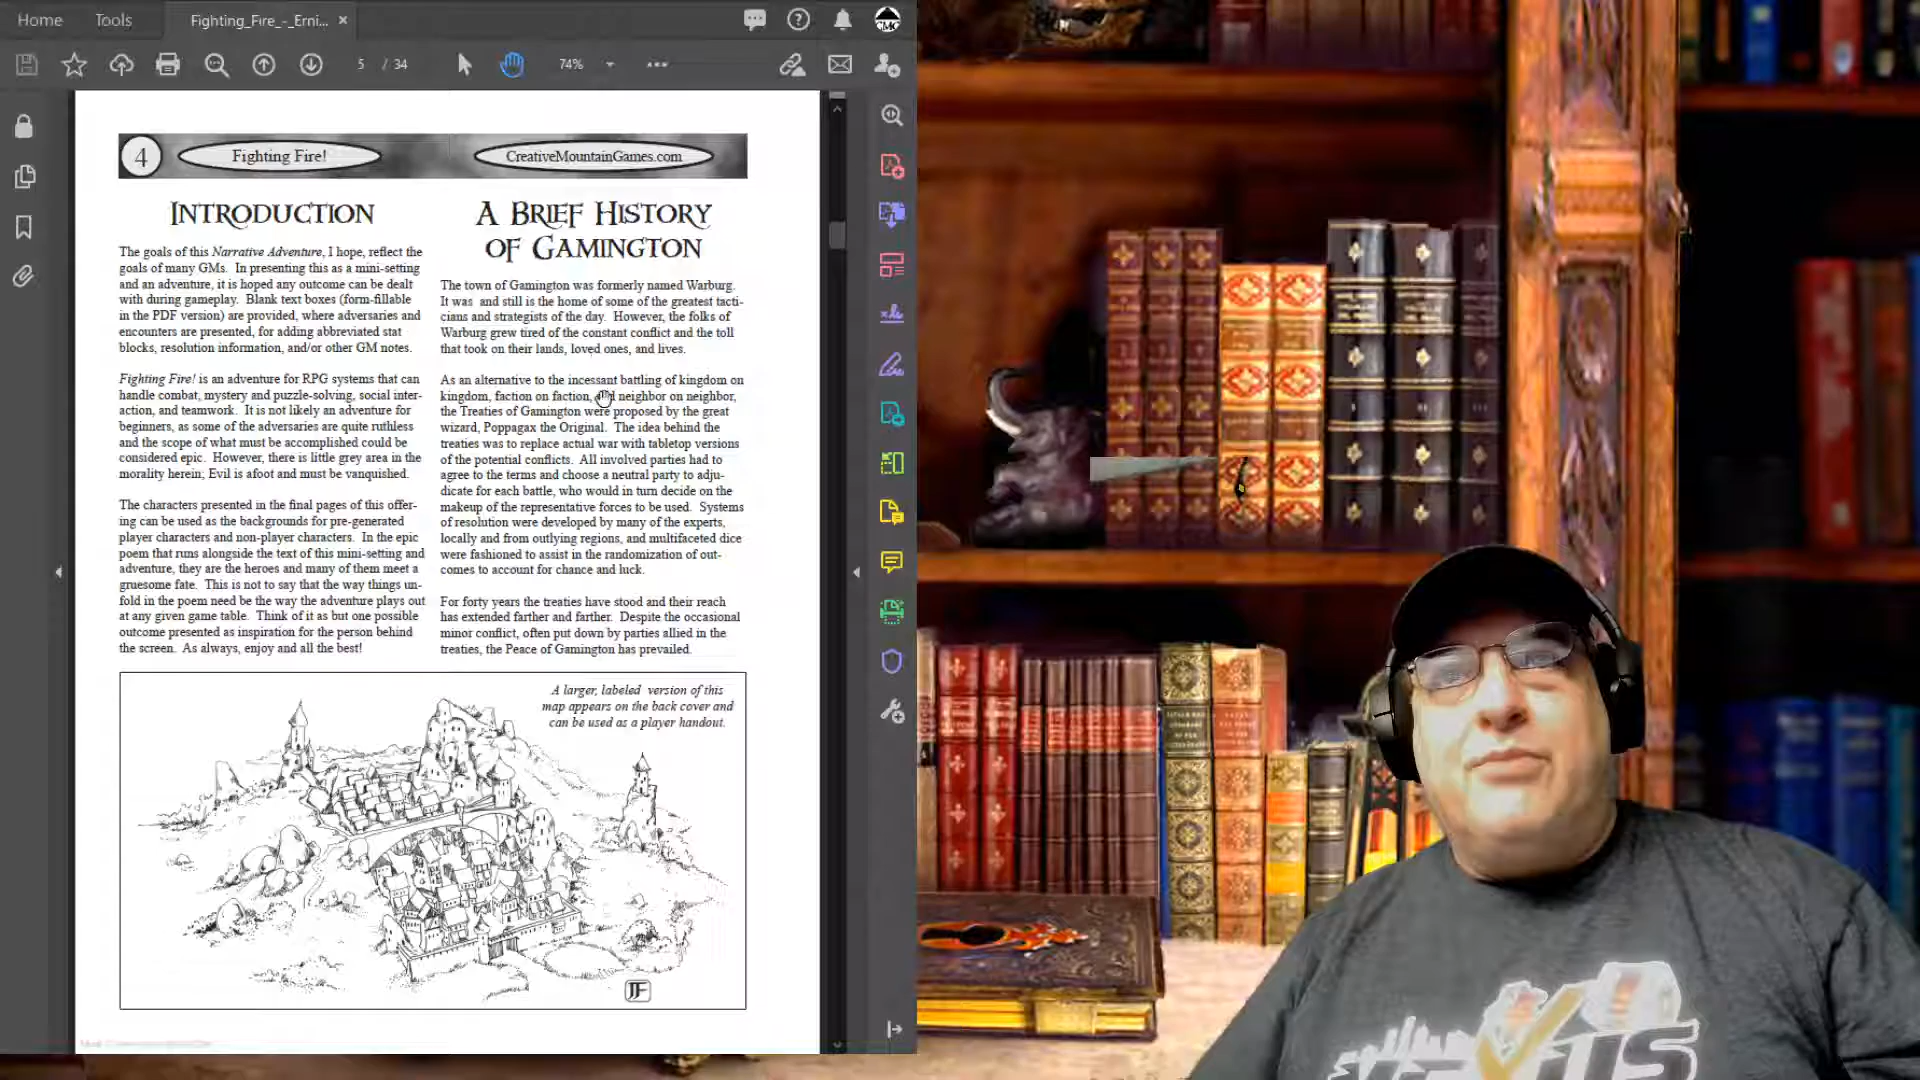 Home
Tools
Fighting_Fire_-_Erni...
CMG
5 / 34
74%
4
Fighting Fire!
CreativeMountainGames.com
INTRODUCTION
The goals of this Narrative Adventure, I hope, reflect the
goals of many GMs. In presenting this as a mini-setting
and an adventure, it is hoped any outcome can be dealt
with during gameplay. Blank text boxes (form-fillable
in the PDF version) are provided, where adversaries and
encounters are presented, for adding abbreviated stat
blocks, resolution information, and/or other GM notes.
Fighting Fire! is an adventure for RPG systems that can
handle combat, mystery and puzzle-solving, social inter-
action, and teamwork. It is not likely an adventure for
beginners, as some of the adversaries are quite ruthless
and the scope of what must be accomplished could be
considered epic. However, there is little grey area in the
morality herein; Evil is afoot and must be vanquished.
The characters presented in the final pages of this offer-
ing can be used as the backgrounds for pre-generated
player characters and non-player characters. In the epic
poem that runs alongside the text of this mini-setting and
adventure, they are the heroes and many of them meet a
gruesome fate. This is not to say that the way things un-
fold in the poem need be the way the adventure plays out
at any given game table. Think of it as but one possible
outcome presented as inspiration for the person behind
the screen. As always, enjoy and all the best!
A BRIEF HISTORY
OF GAMINGTON
The town of Gamington was formerly named Warburg.
It was and still is the home of some of the greatest tacti-
cians and strategists of the day. However, the folks of
Warburg grew tired of the constant conflict and the toll
that took on their lands, loved ones, and lives.
As an alternative to the incessant battling of kingdom on
kingdom, faction on faction, neighbor on neighbor,
the Treaties of Gamington were proposed by the great
wizard, Poppagax the Original. The idea behind the
treaties was to replace actual war with tabletop versions
of the potential conflicts. All involved parties had to
agree to the terms and choose a neutral party to adju-
dicate for each battle, who would in turn decide on the
makeup of the representative forces to be used. Systems
of resolution were developed by many of the experts,
locally and from outlying regions, and multifaceted dice
were fashioned to assist in the randomization of out-
comes to account for chance and luck.
For forty years the treaties have stood and their reach
has extended farther and farther. Despite the occasional
minor conflict, often put down by parties allied in the
treaties, the Peace of Gamington has prevailed.
A larger, labeled version of this
map appears on the back cover and
can be used as a player handout.
TF